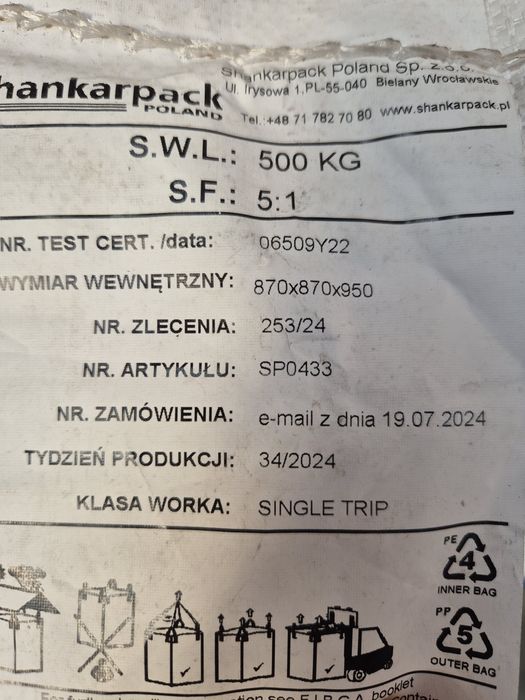 hankarpack
POLAND
Shankarpack Poland Sp. z.o.o.
Ul. Irysowa 1,PL-55-040 Bielany Wrocławskie
Tel.:+48 71 782 70 80 www.shankarpack.pl
S.W.L.: 500 KG
S.F.: 5:1
NR. TEST CERT. /data: 06509Y22
WYMIAR WEWNĘTRZNY: 870x870x950
NR. ZLECENIA: 253/24
NR. ARTYKUŁU: SP0433
NR. ZAMÓWIENIA: e-mail z dnia 19.07.2024
TYDZIEŃ PRODUKCJI: 34/2024
KLASA WORKA: SINGLE TRIP
PE
4
INNER BAG
PP
5
OUTER BAG
see F.I.B.C.A. booklet